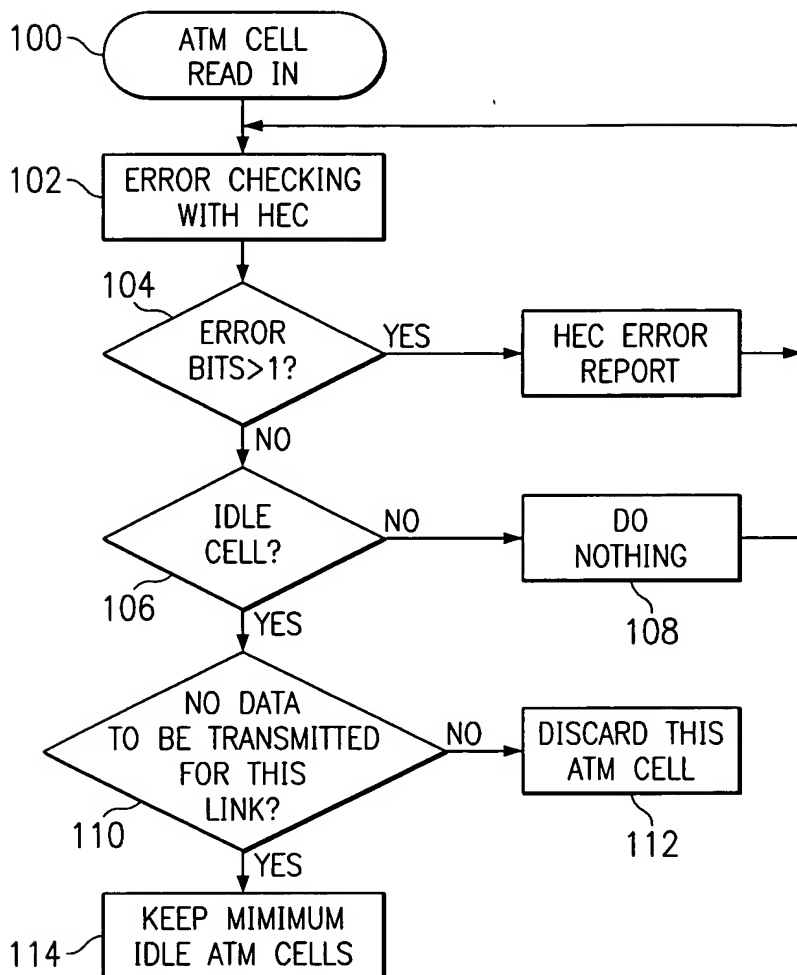 100
ATM CELL
READ IN
102
ERROR CHECKING
WITH HEC
104
ERROR
BITS>1?
YES
HEC ERROR
REPORT
NO
IDLE
CELL?
106
NO
DO
NOTHING
108
YES
NO DATA
TO BE TRANSMITTED
FOR THIS
LINK?
110
NO
DISCARD THIS
ATM CELL
112
YES
114
KEEP MIMIMUM
IDLE ATM CELLS